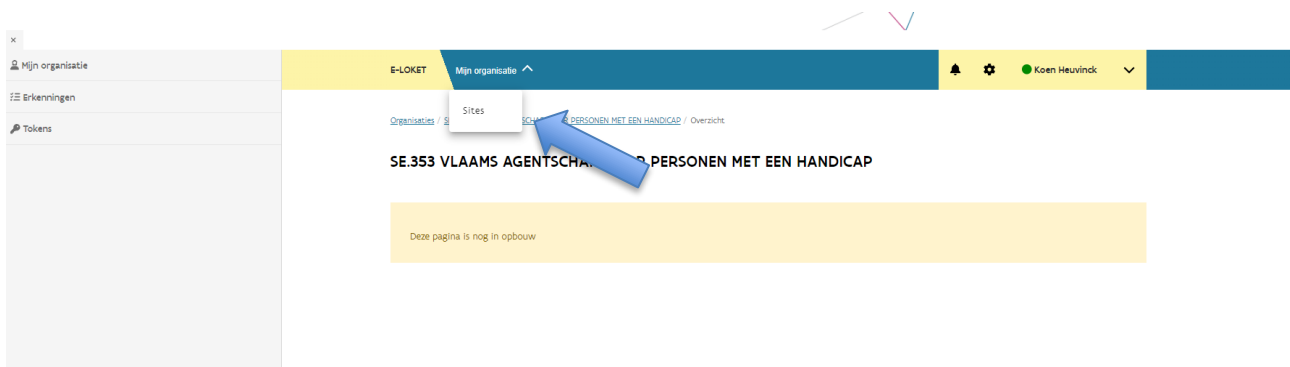 ×
Mijn organisatie
Erkenningen
Tokens
E-LOKET Mijn organisatie Koen Heuvinck
Sites
Organisaties / PERSONEN MET EEN HANDICAP / Overzicht
SE.353 VLAAMS PERSONEN MET EEN HANDICAP
Deze pagina is nog in opbouw